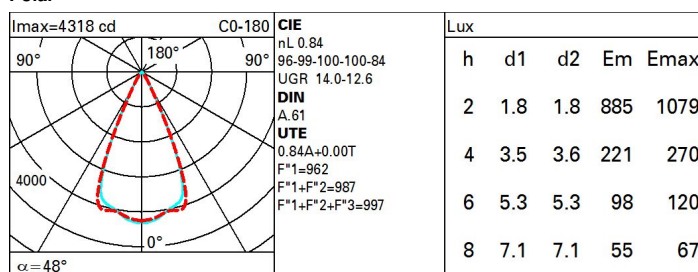 Imax=4318 cd C0-180
90° 180° 90°
4000
0°
α=48°
CIE
nL 0.84
96-99-100-100-84
UGR 14.0-12.6
DIN
A.61
UTE
0.84A+0.00T
F"1=962
F"1+F"2=987
F"1+F"2+F"3=997
Lux
h d1 d2 Em Emax
2 1.8 1.8 885 1079
4 3.5 3.6 221 270
6 5.3 5.3 98 120
8 7.1 7.1 55 67